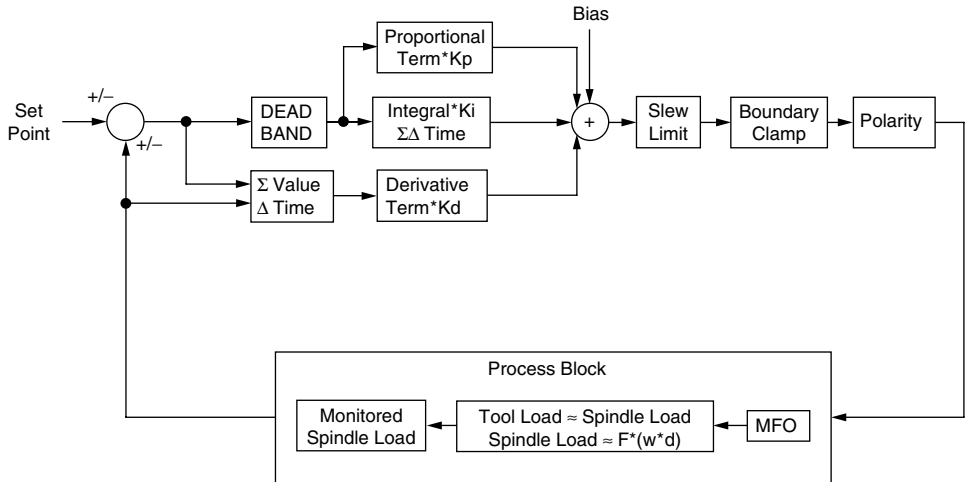 Bias
Proportional
Term*Kp
+/−
Set
Point
DEAD
BAND
Integral*Ki
ΣΔ Time
+
Slew
Limit
Boundary
Clamp
Polarity
+/−
Σ Value
Δ Time
Derivative
Term*Kd
Process Block
Monitored
Spindle Load
Tool Load ≈ Spindle Load
Spindle Load ≈ F*(w*d)
MFO